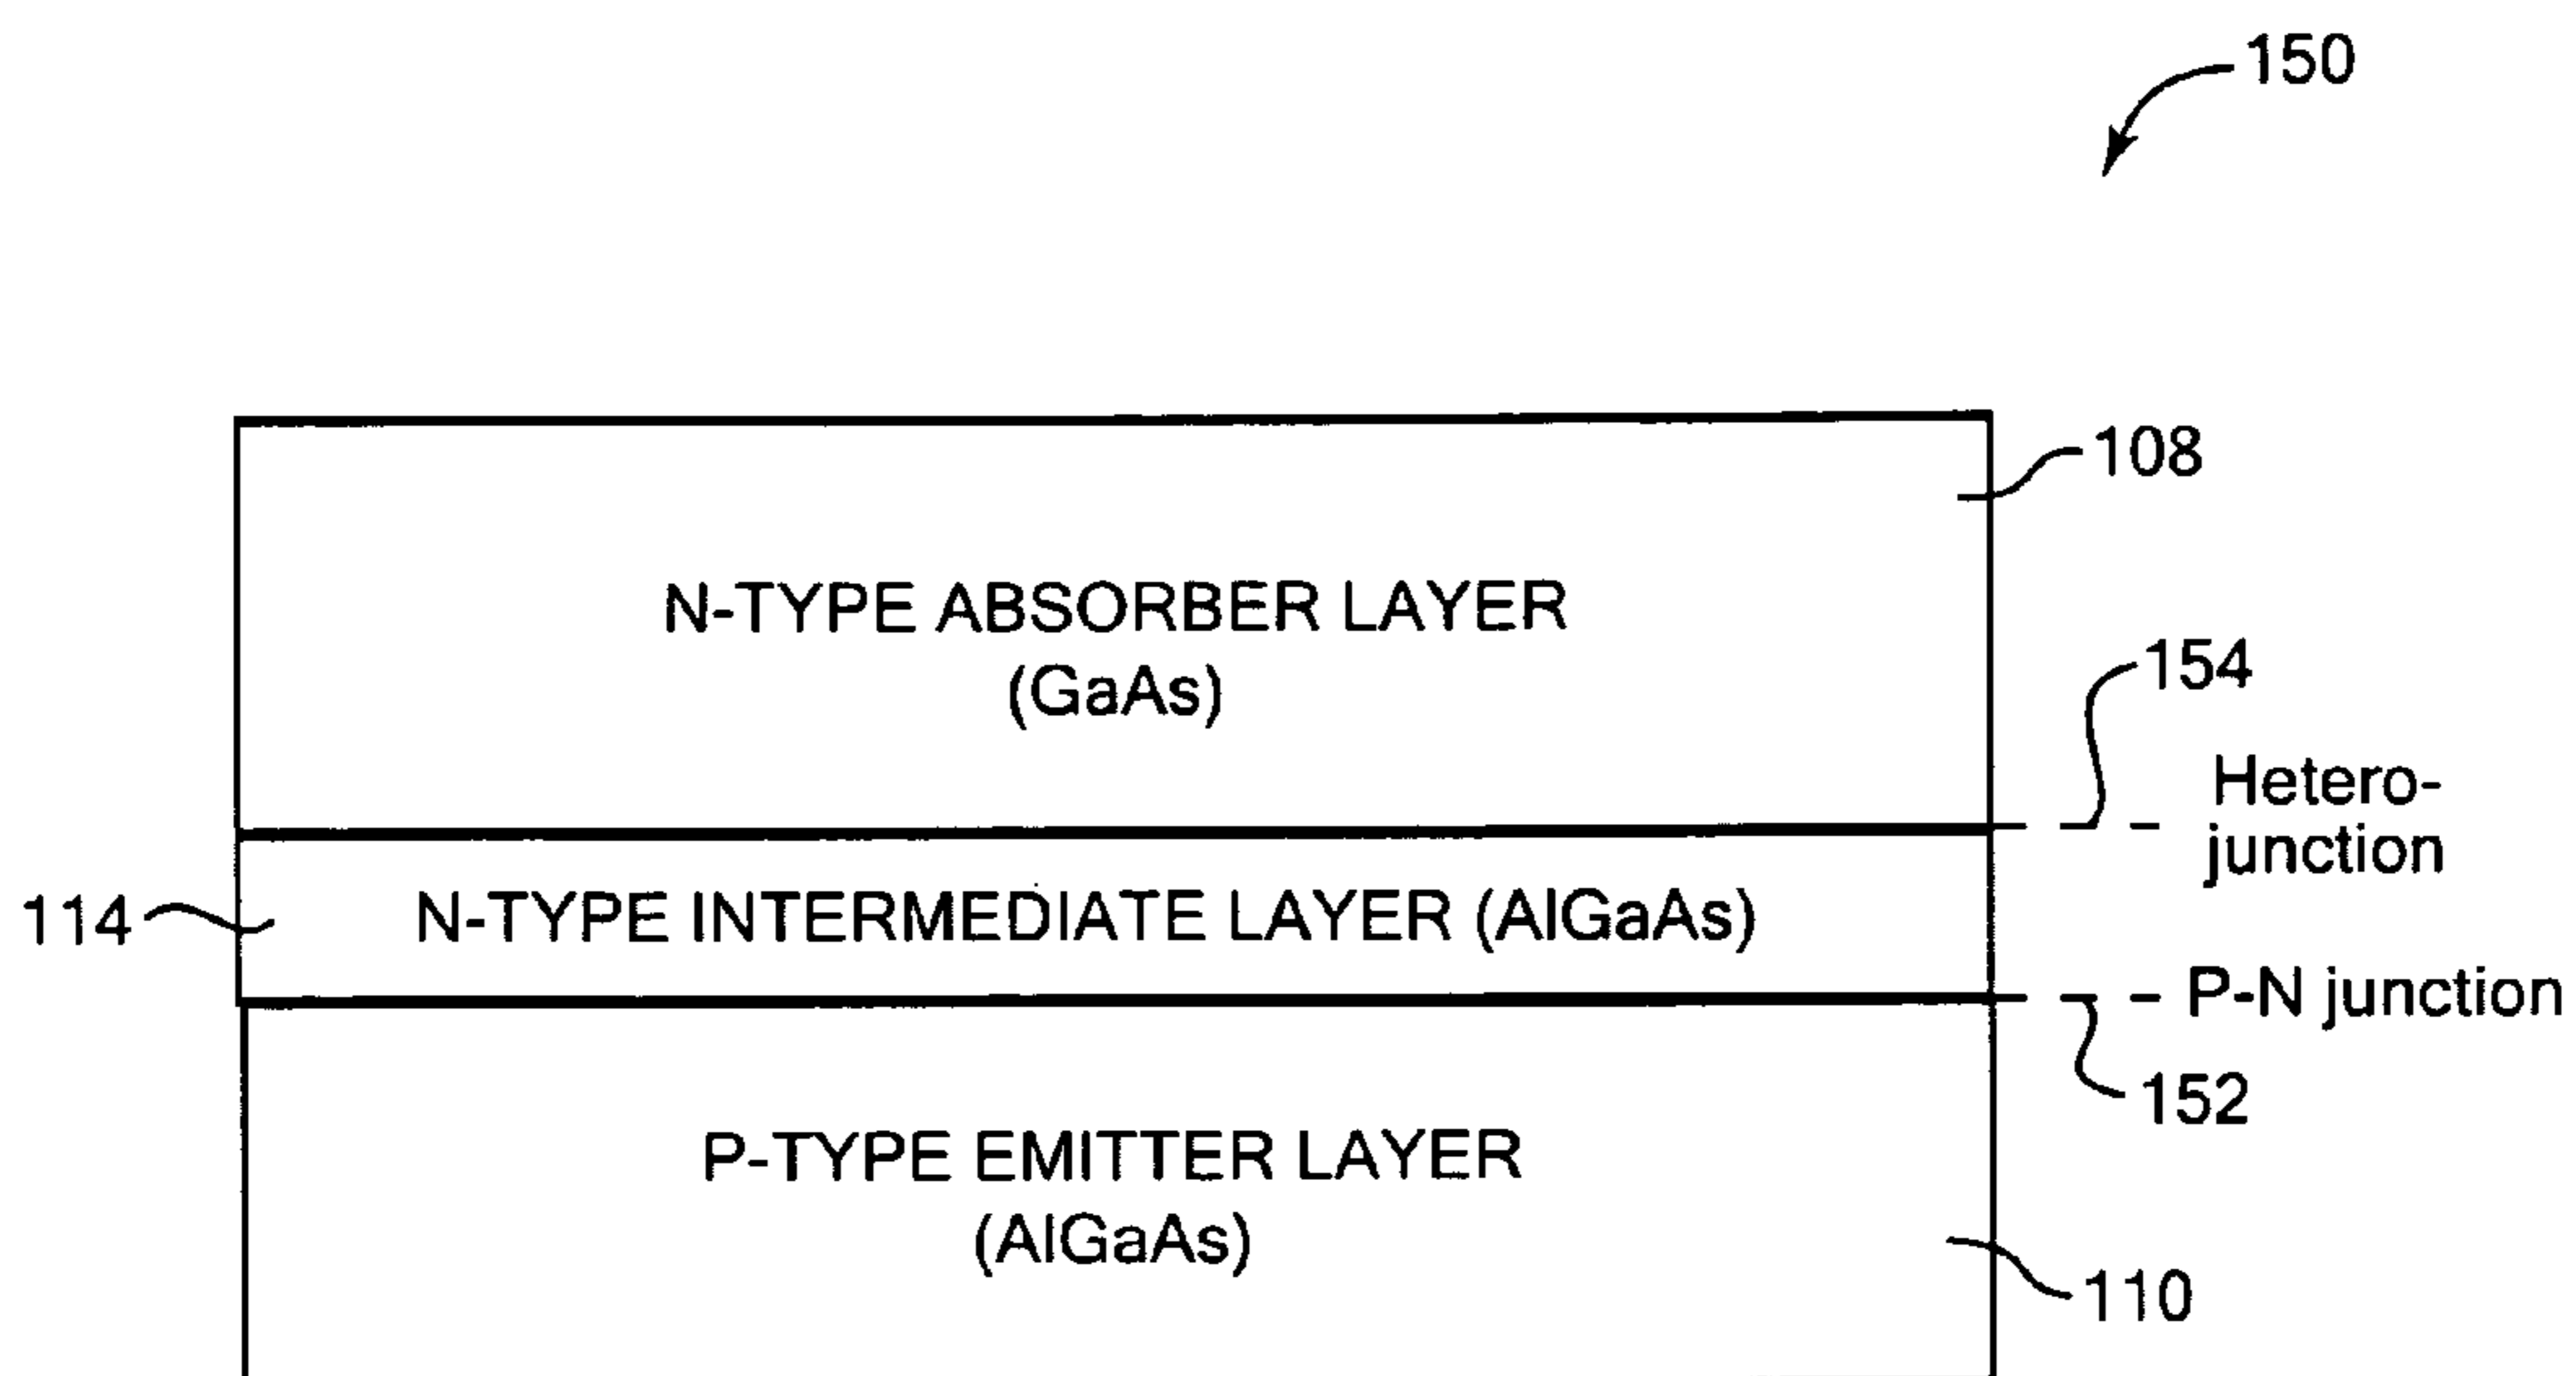 150
108
N-TYPE ABSORBER LAYER
(GaAs)
154
Hetero-
junction
114
N-TYPE INTERMEDIATE LAYER (AlGaAs)
P-N junction
152
P-TYPE EMITTER LAYER
(AlGaAs)
110